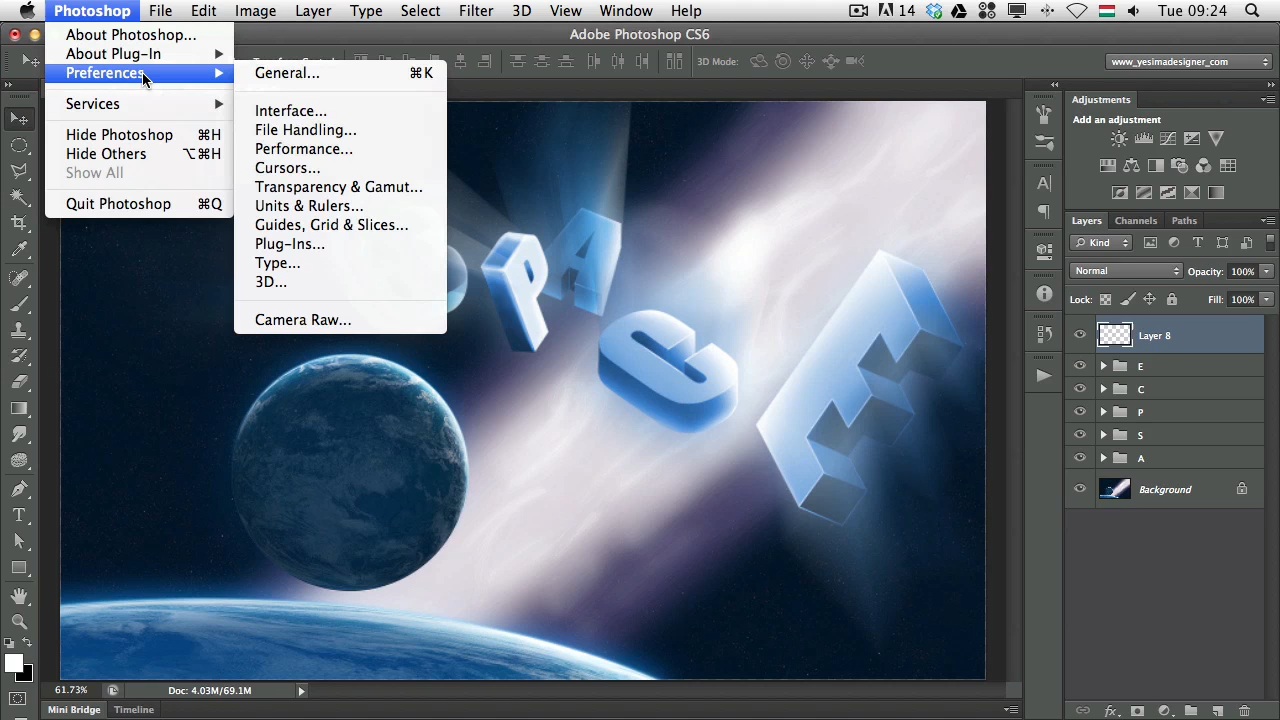 Photoshop File Edit Image Layer Type Select Filter 3D View Window Help 14 Tue 09:24
Adobe Photoshop CS6
About Photoshop...
About Plug-In
Preferences
Services
Hide Photoshop ⌘H
Hide Others ⌥⌘H
Show All
Quit Photoshop ⌘Q
General... ⌘K
Interface...
File Handling...
Performance...
Cursors...
Transparency & Gamut...
Units & Rulers...
Guides, Grid & Slices...
Plug-Ins...
Type...
3D...
Camera Raw...
3D Mode:
www.yesimadesigner_com
PACE
Adjustments
Add an adjustment
Layers Channels Paths
Kind
Normal Opacity: 100%
Lock: Fill: 100%
Layer 8
E
C
P
S
A
Background
61.73% Doc: 4.03M/69.1M
Mini Bridge Timeline